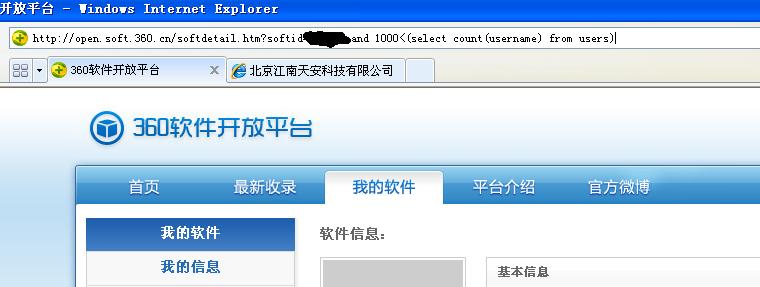 开放平台 - Windows Internet Explorer
http://open.soft.360.cn/softdetail.htm?softid and 1000<(select count(username) from users)
360软件开放平台 X 北京江南天安科技有限公司
360软件开放平台
首页 最新收录 我的软件 平台介绍 官方微博
我的软件 软件信息：
我的信息 基本信息